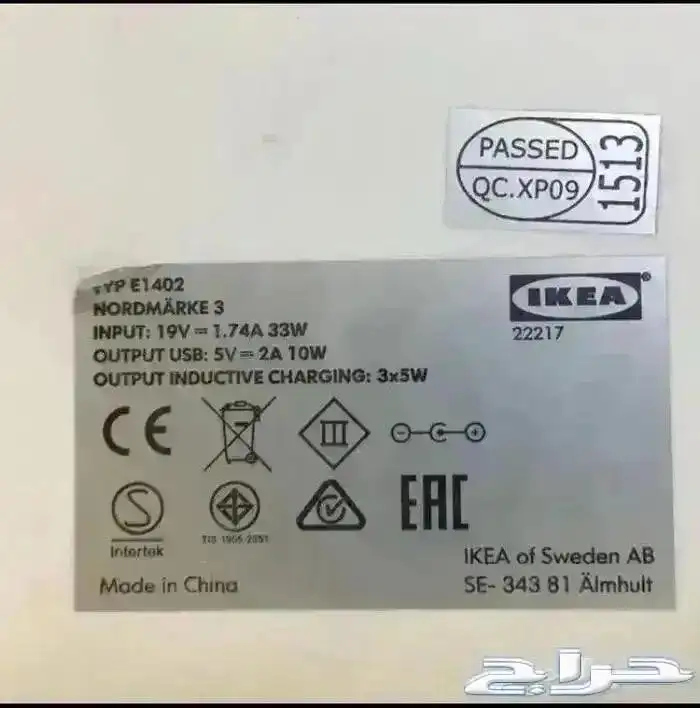 PASSED
QC.XP09
1513
TYP E1402
NORDMÄRKE 3
INPUT: 19V⎓1.74A 33W
OUTPUT USB: 5V⎓2A 10W
OUTPUT INDUCTIVE CHARGING: 3x5W
IKEA®
22217
CE
III
S
Intertek
EAC
Made in China
IKEA of Sweden AB
SE- 343 81 Älmhult
حراج